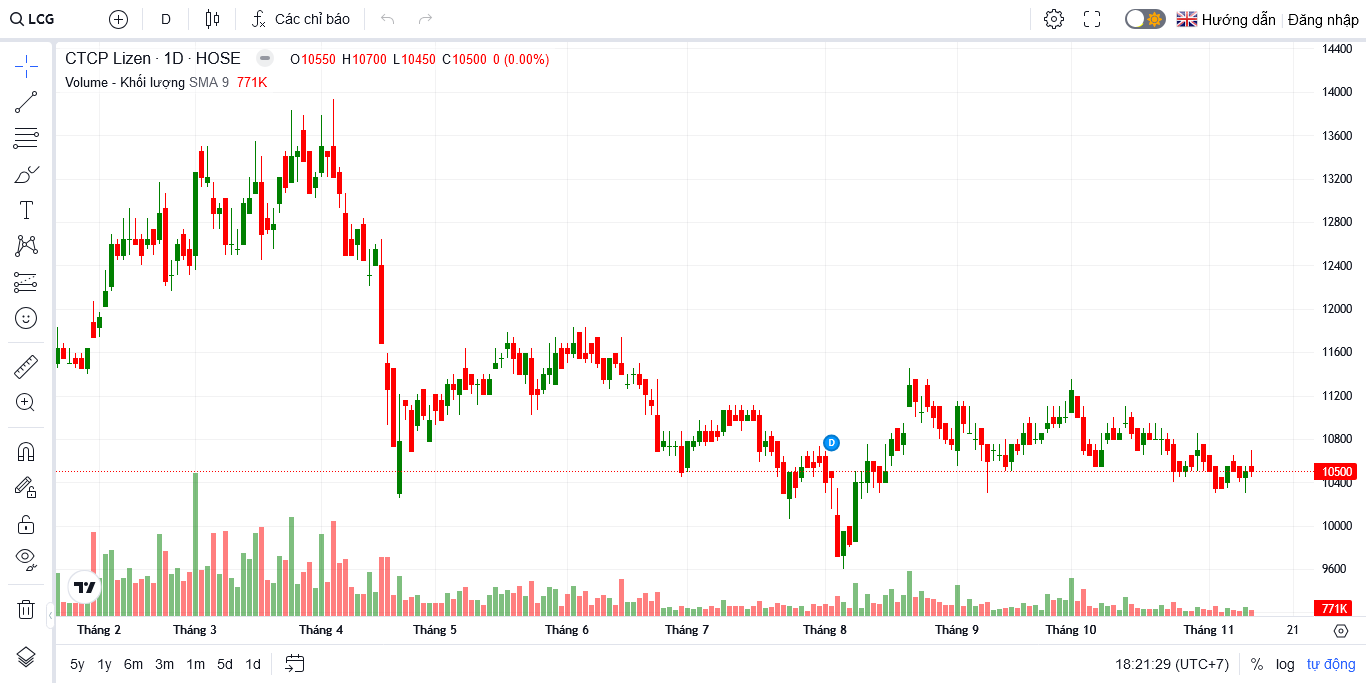 LCG D Các chỉ báo Hướng dẫn Đăng nhập
CTCP Lizen · 1D · HOSE O10550 H10700 L10450 C10500 0 (0.00%)
Volume - Khối lượng SMA 9 771K
14400
14000
13600
13200
12800
12400
12000
11600
11200
10800
10500
10400
10000
9600
771K
D
Tháng 2 Tháng 3 Tháng 4 Tháng 5 Tháng 6 Tháng 7 Tháng 8 Tháng 9 Tháng 10 Tháng 11 21
5y 1y 6m 3m 1m 5d 1d 18:21:29 (UTC+7) % log tự động